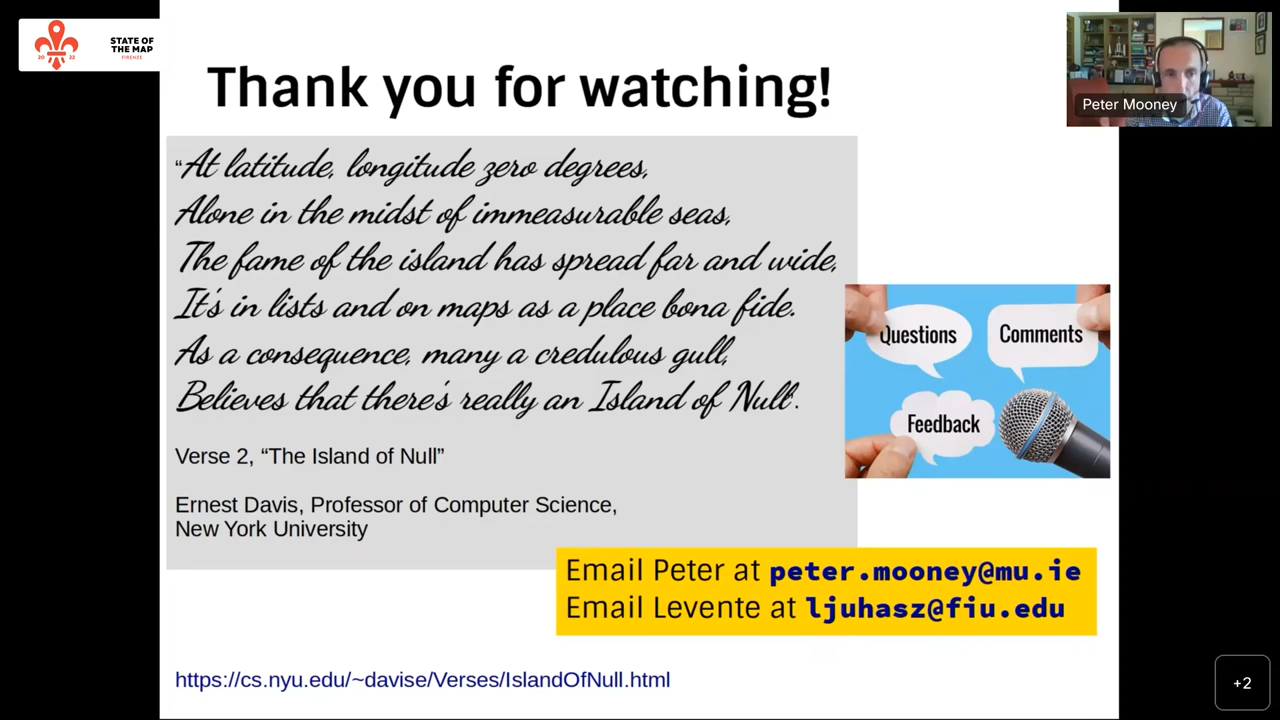 STATE OF
THE MAP
FIRENZE
20 22
Thank you for watching!
Peter Mooney
“At latitude, longitude zero degrees,
Alone in the midst of immeasurable seas,
The fame of the island has spread far and wide,
It's in lists and on maps as a place bona fide.
As a consequence, many a credulous gull,
Believes that there's really an Island of Null'.
Questions
Comments
Feedback
Verse 2, “The Island of Null”
Ernest Davis, Professor of Computer Science,
New York University
Email Peter at peter.mooney@mu.ie
Email Levente at ljuhasz@fiu.edu
https://cs.nyu.edu/~davise/Verses/IslandOfNull.html
+2